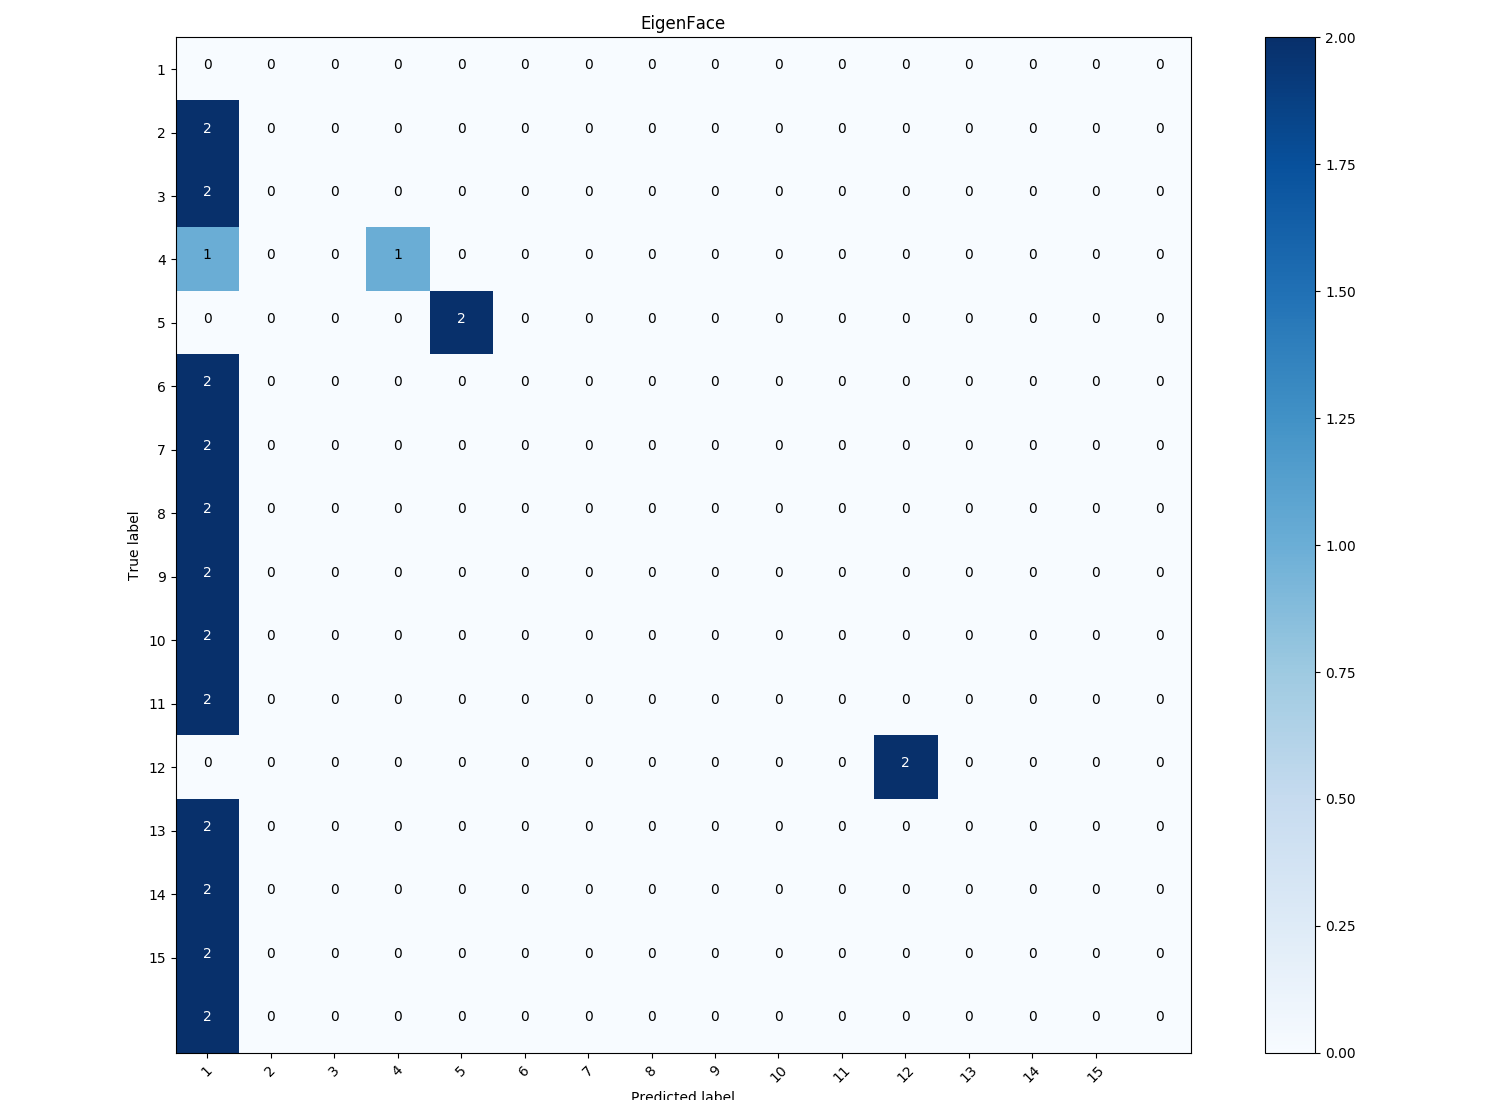 EigenFace
1 0 0 0 0 0 0 0 0 0 0 0 0 0 0 0 0
2 2 0 0 0 0 0 0 0 0 0 0 0 0 0 0 0
3 2 0 0 0 0 0 0 0 0 0 0 0 0 0 0 0
4 1 0 0 1 0 0 0 0 0 0 0 0 0 0 0 0
5 0 0 0 0 2 0 0 0 0 0 0 0 0 0 0 0
6 2 0 0 0 0 0 0 0 0 0 0 0 0 0 0 0
7 2 0 0 0 0 0 0 0 0 0 0 0 0 0 0 0
8 2 0 0 0 0 0 0 0 0 0 0 0 0 0 0 0
9 2 0 0 0 0 0 0 0 0 0 0 0 0 0 0 0
10 2 0 0 0 0 0 0 0 0 0 0 0 0 0 0 0
11 2 0 0 0 0 0 0 0 0 0 0 0 0 0 0 0
12 0 0 0 0 0 0 0 0 0 0 0 2 0 0 0 0
13 2 0 0 0 0 0 0 0 0 0 0 0 0 0 0 0
14 2 0 0 0 0 0 0 0 0 0 0 0 0 0 0 0
15 2 0 0 0 0 0 0 0 0 0 0 0 0 0 0 0
2 0 0 0 0 0 0 0 0 0 0 0 0 0 0 0
1 2 3 4 5 6 7 8 9 10 11 12 13 14 15
True label
Predicted label
2.00
1.75
1.50
1.25
1.00
0.75
0.50
0.25
0.00